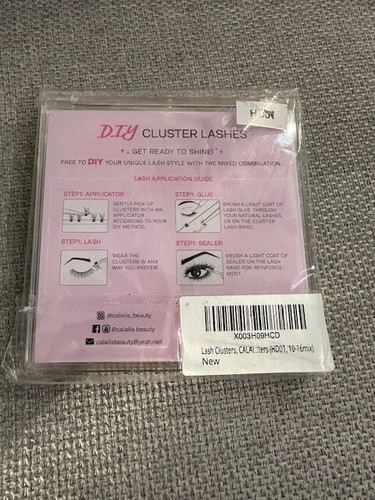 HD01
DIY CLUSTER LASHES
GET READY TO SHINE!
FREE TO DIY YOUR UNIQUE LASH STYLE WITH THE MIXED COMBINATION.
LASH APPLICATION GUIDE
STEP1: APPLICATOR
GENTLY PICK UP
CLUSTERS WITH AN
APPLICATOR
ACCORDING TO YOUR
DIY METHOD.
STEP1: GLUE
BRUSH A LIGHT COAT OF
LASH GLUE THROUGH
YOUR NATURAL LASHES
OR ON THE CLUSTER
LASH BAND.
STEP1: LASH
WEAR THE
CLUSTERS IN ANY
WAY YOU PREFER.
STEP1: SEALER
BRUSH A LIGHT COAT OF
SEALER ON THE LASH
BAND FOR REINFORCE-
MENT.
@calailis_beauty
@calailis beauty
calailisbeauty@yeah.net
X003H09HCD
Lash Clusters, (HD01, 10-16mix)
New